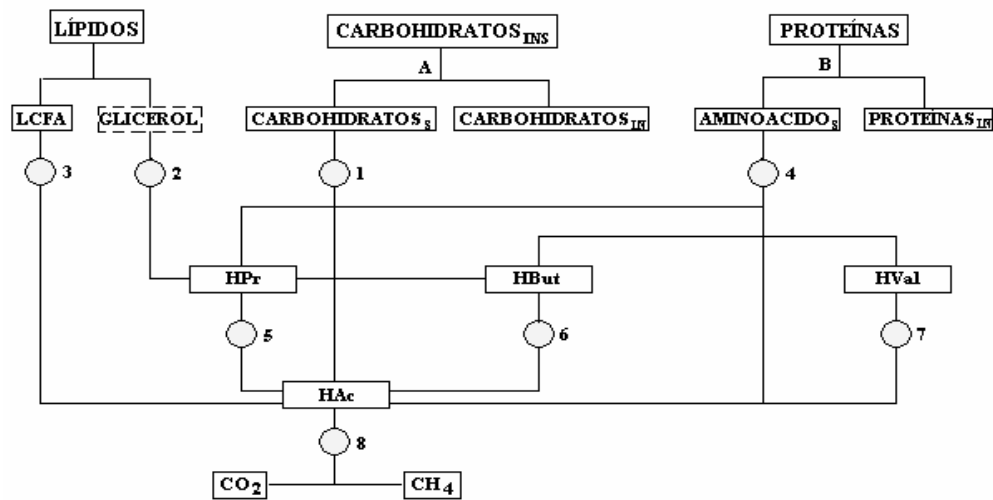 LÍPIDOS
CARBOHIDRATOS INS
PROTEÍNAS
A
B
LCFA
GLICEROL
CARBOHIDRATOS S
CARBOHIDRATOS IN
AMINOACIDO S
PROTEÍNAS IN
3
2
1
4
HPr
HBut
HVal
5
6
7
HAc
8
CO2
CH4